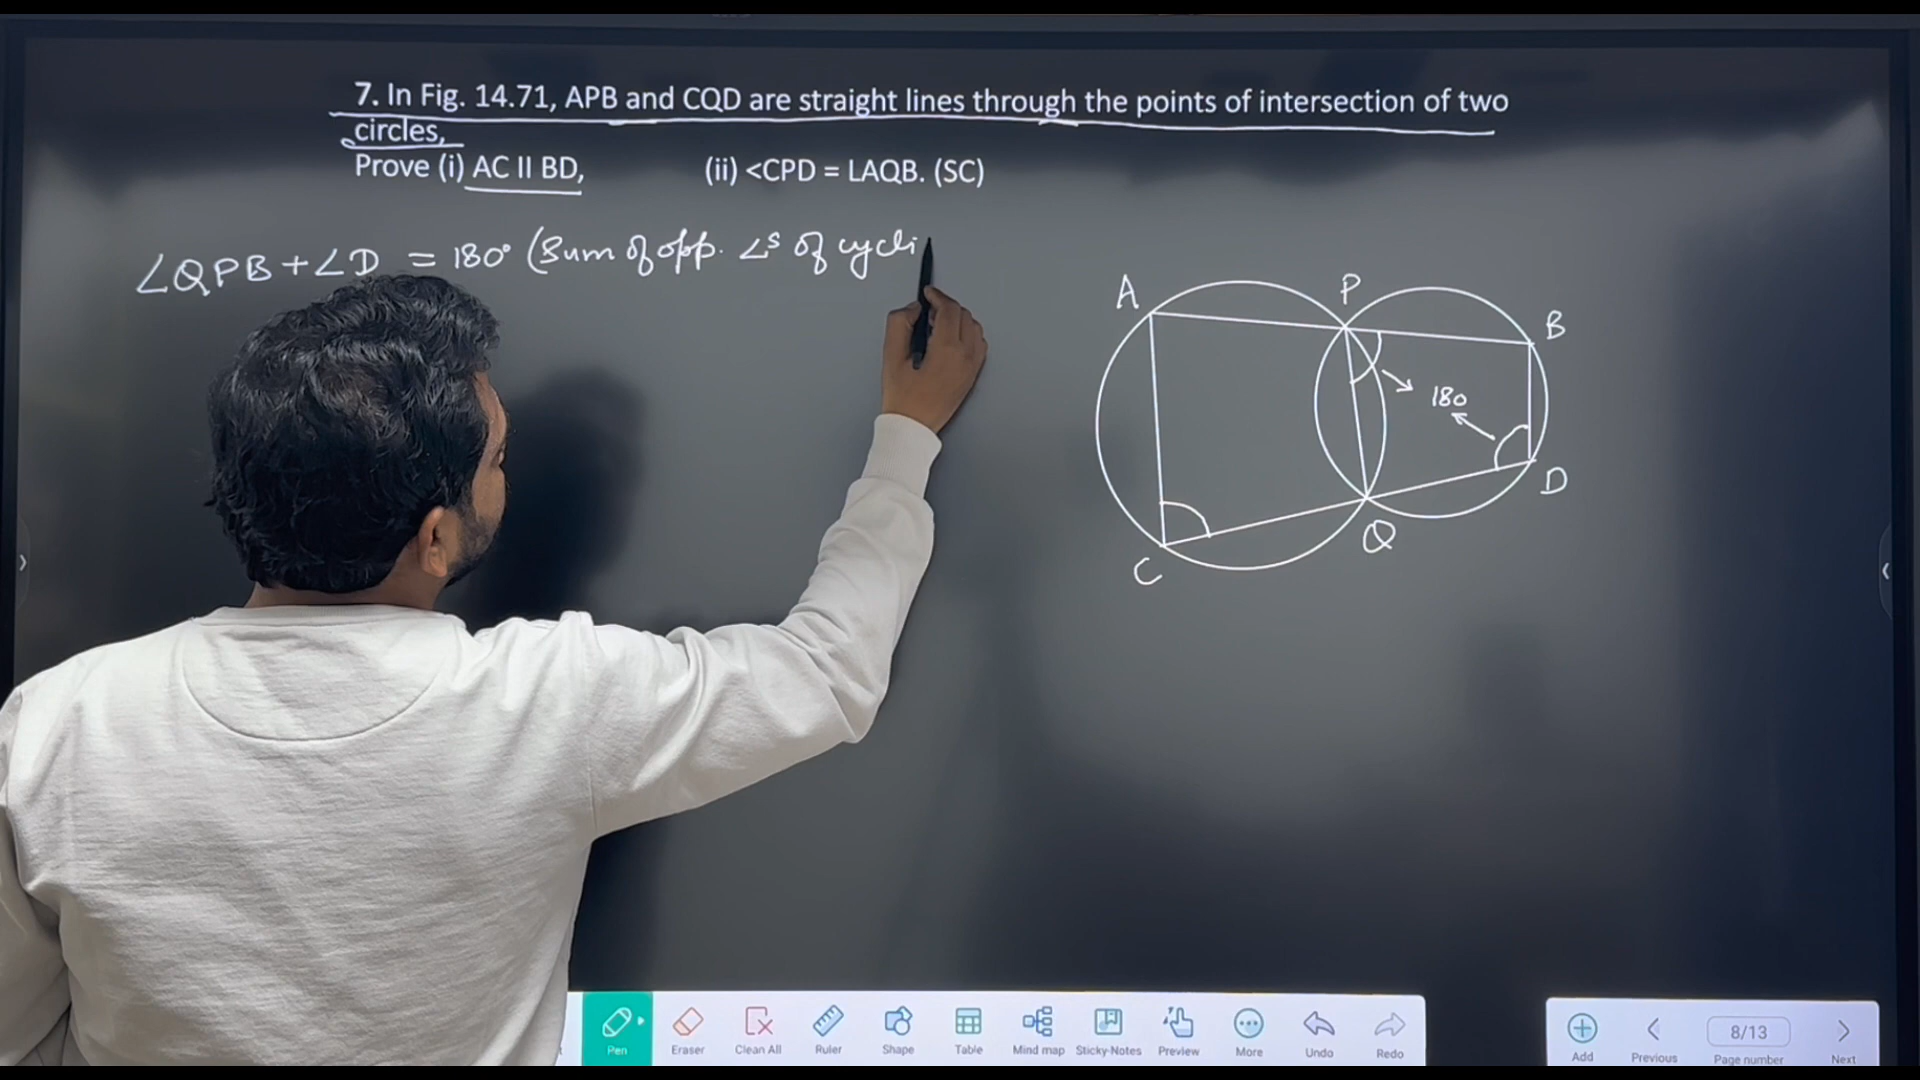 7. In Fig. 14.71, APB and CQD are straight lines through the points of intersection of two
circles,
Prove (i) AC II BD, (ii) <CPD = LAQB. (SC)
∠QPB + ∠D = 180° (Sum of opp. ∠s of cycli
A
P
B
180
D
Q
C
Pen
Eraser
Clean All
Ruler
Shape
Table
Mind map
Sticky-Notes
Preview
More
Undo
Redo
Add
Previous
8/13
Page number
Next